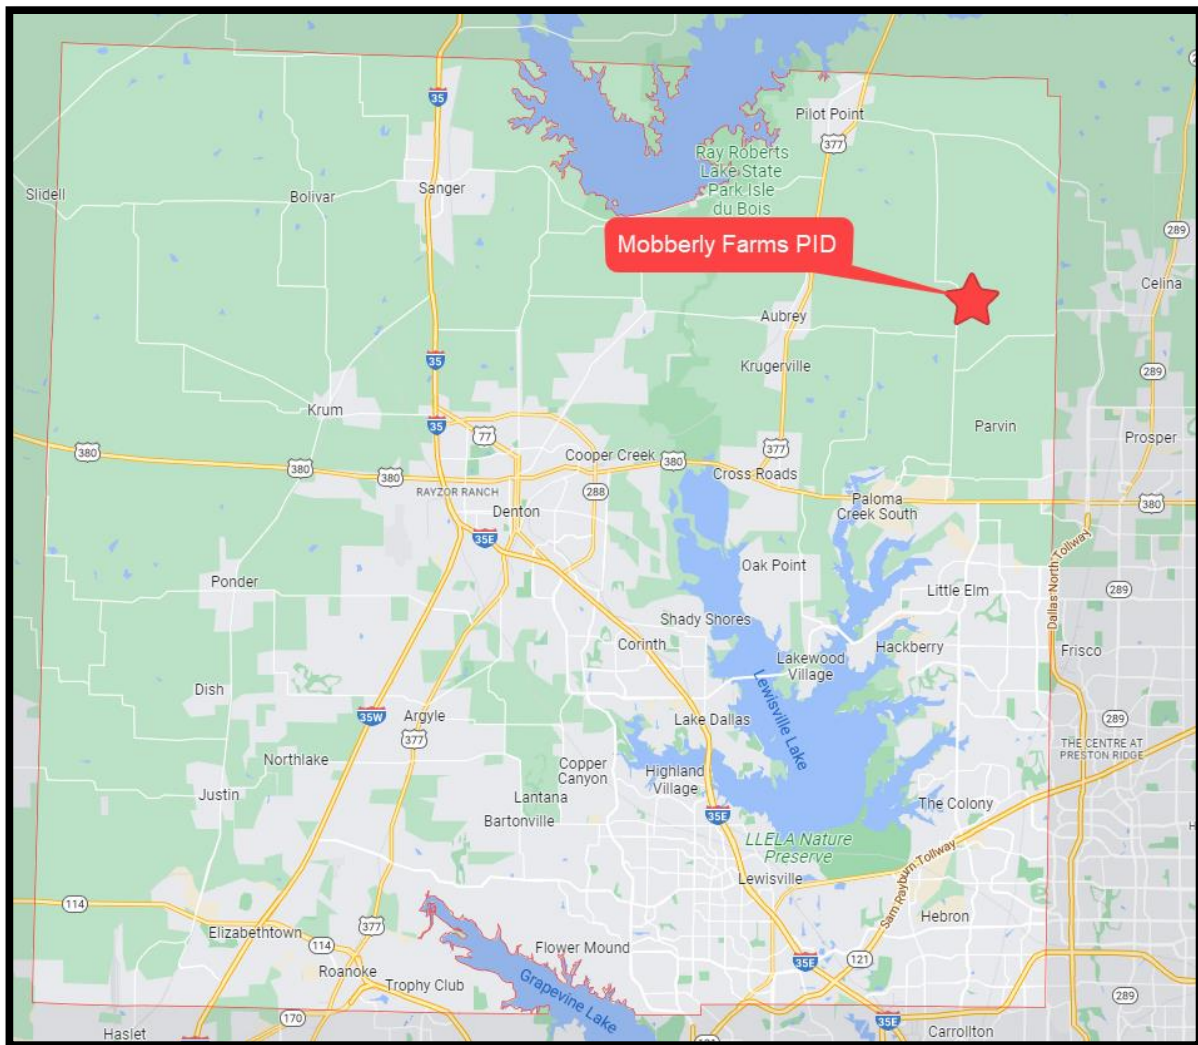 35
Pilot Point
377
Ray Roberts
Lake State
Park Isle
du Bois
Sanger
Slidell
Bolivar
289
Mobberly Farms PID
Celina
Aubrey
35
Krugerville
289
Krum
35
77
Parvin
Prosper
380
380
380
Cooper Creek
380
377
Cross Roads
RAYZOR RANCH
288
Paloma
Creek South
380
Denton
35E
Dallas North Tollway
Oak Point
Ponder
Little Elm
289
Shady Shores
Corinth
Hackberry
Frisco
Lakewood
Village
Lewisville Lake
Dish
35W
Argyle
Lake Dallas
289
377
THE CENTRE AT
PRESTON RIDGE
Northlake
Copper
Canyon
Highland
Village
Justin
Lantana
The Colony
Bartonville
35E
LLELA Nature
Preserve
Lewisville
Sam Rayburn Tollway
114
377
Hebron
Elizabethtown
114
Flower Mound
121
35E
Roanoke
Trophy Club
Grapevine Lake
289
170
35E
Haslet
Carrollton